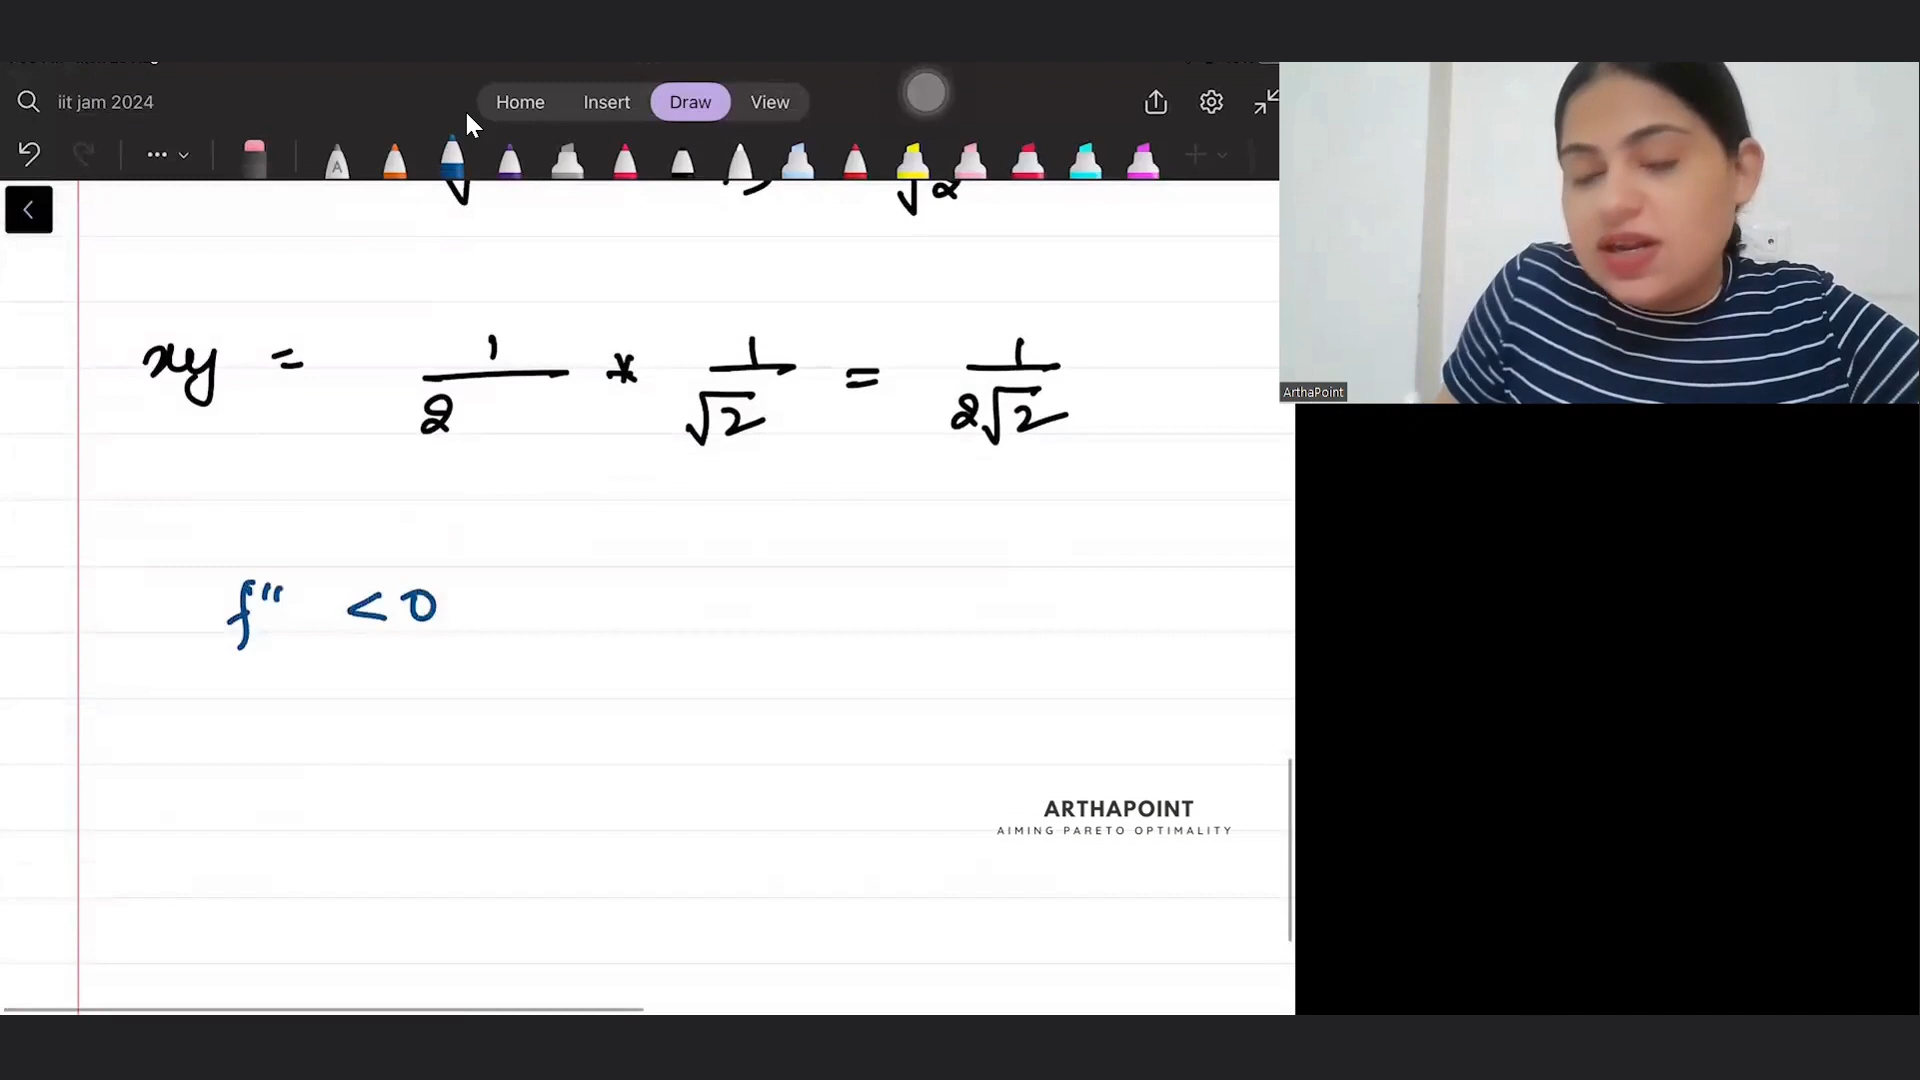 iit jam 2024
Home Insert Draw View
A
√2
xy = 1/2 * 1/√2 = 1/2√2
ArthaPoint
f'' < 0
ARTHAPOINT
AIMING PARETO OPTIMALITY